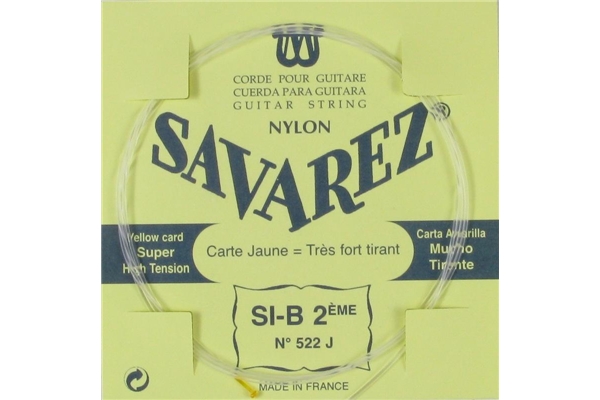 CORDE POUR GUITARE
CUERDA PARA GUITARA
GUITAR STRING
NYLON
SAVAREZ®
Yellow card
Super
High Tension
Carte Jaune = Très fort tirant
Carta Amarilla
Mucho
Tirante
SI-B 2ÈME
N° 522 J
MADE IN FRANCE